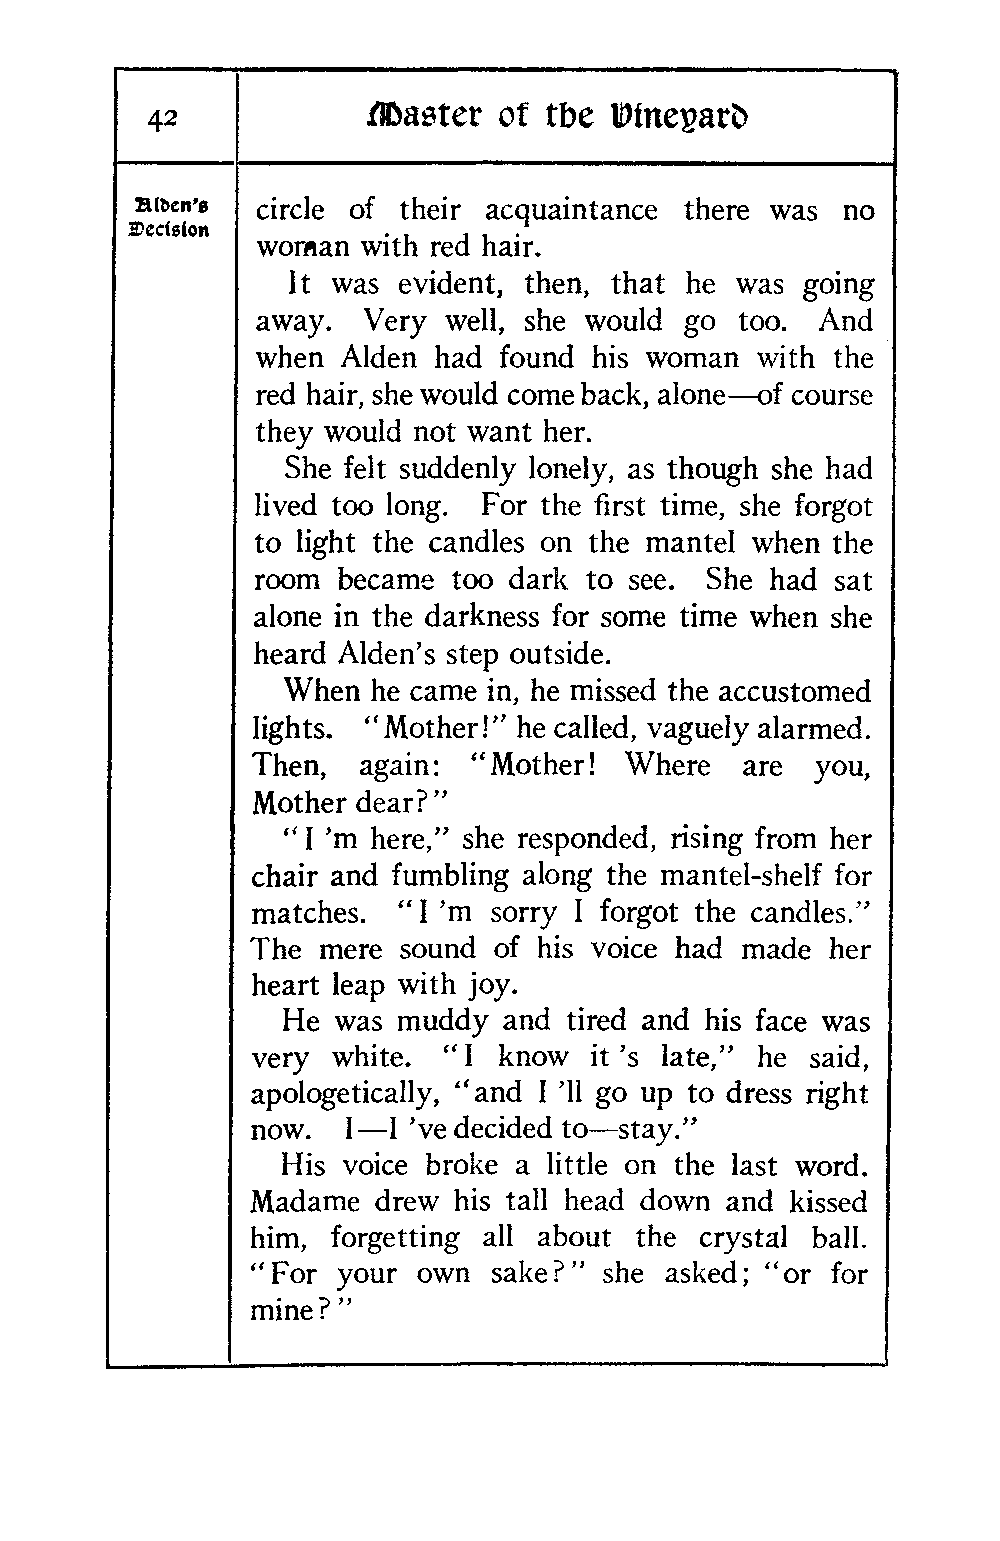 42
Master of the Vineyard
Alden's
Decision
circle of their acquaintance there was no
woman with red hair.
It was evident, then, that he was going
away. Very well, she would go too. And
when Alden had found his woman with the
red hair, she would come back, alone—of course
they would not want her.
She felt suddenly lonely, as though she had
lived too long. For the first time, she forgot
to light the candles on the mantel when the
room became too dark to see. She had sat
alone in the darkness for some time when she
heard Alden's step outside.
When he came in, he missed the accustomed
lights. "Mother!" he called, vaguely alarmed.
Then, again: "Mother! Where are you,
Mother dear?"
"I 'm here," she responded, rising from her
chair and fumbling along the mantel-shelf for
matches. "I 'm sorry I forgot the candles."
The mere sound of his voice had made her
heart leap with joy.
He was muddy and tired and his face was
very white. "I know it 's late," he said,
apologetically, "and I 'll go up to dress right
now. I—I 've decided to—stay."
His voice broke a little on the last word.
Madame drew his tall head down and kissed
him, forgetting all about the crystal ball.
"For your own sake?" she asked; "or for
mine?"